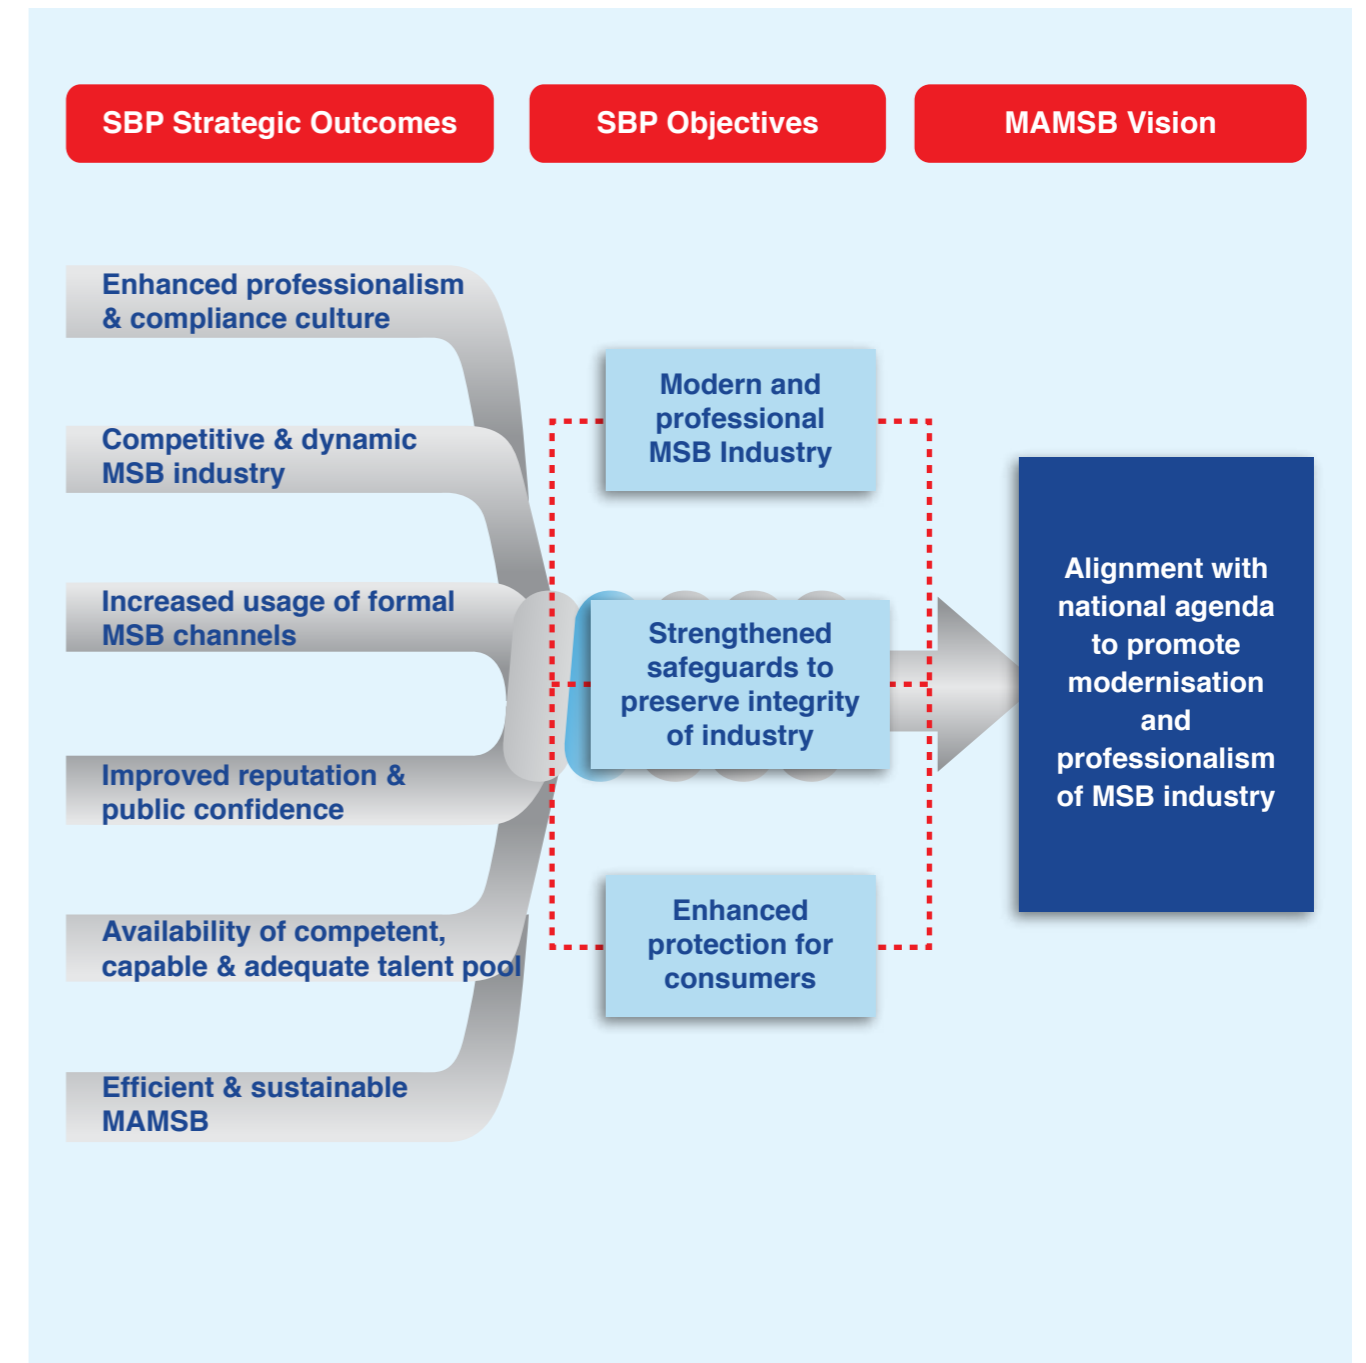 SBP Strategic Outcomes
SBP Objectives
MAMSB Vision
Enhanced professionalism
& compliance culture
Competitive & dynamic
MSB industry
Increased usage of formal
MSB channels
Improved reputation &
public confidence
Availability of competent,
capable & adequate talent pool
Efficient & sustainable
MAMSB
Modern and
professional
MSB Industry
Strengthened
safeguards to
preserve integrity
of industry
Enhanced
protection for
consumers
Alignment with
national agenda
to promote
modernisation
and
professionalism
of MSB industry